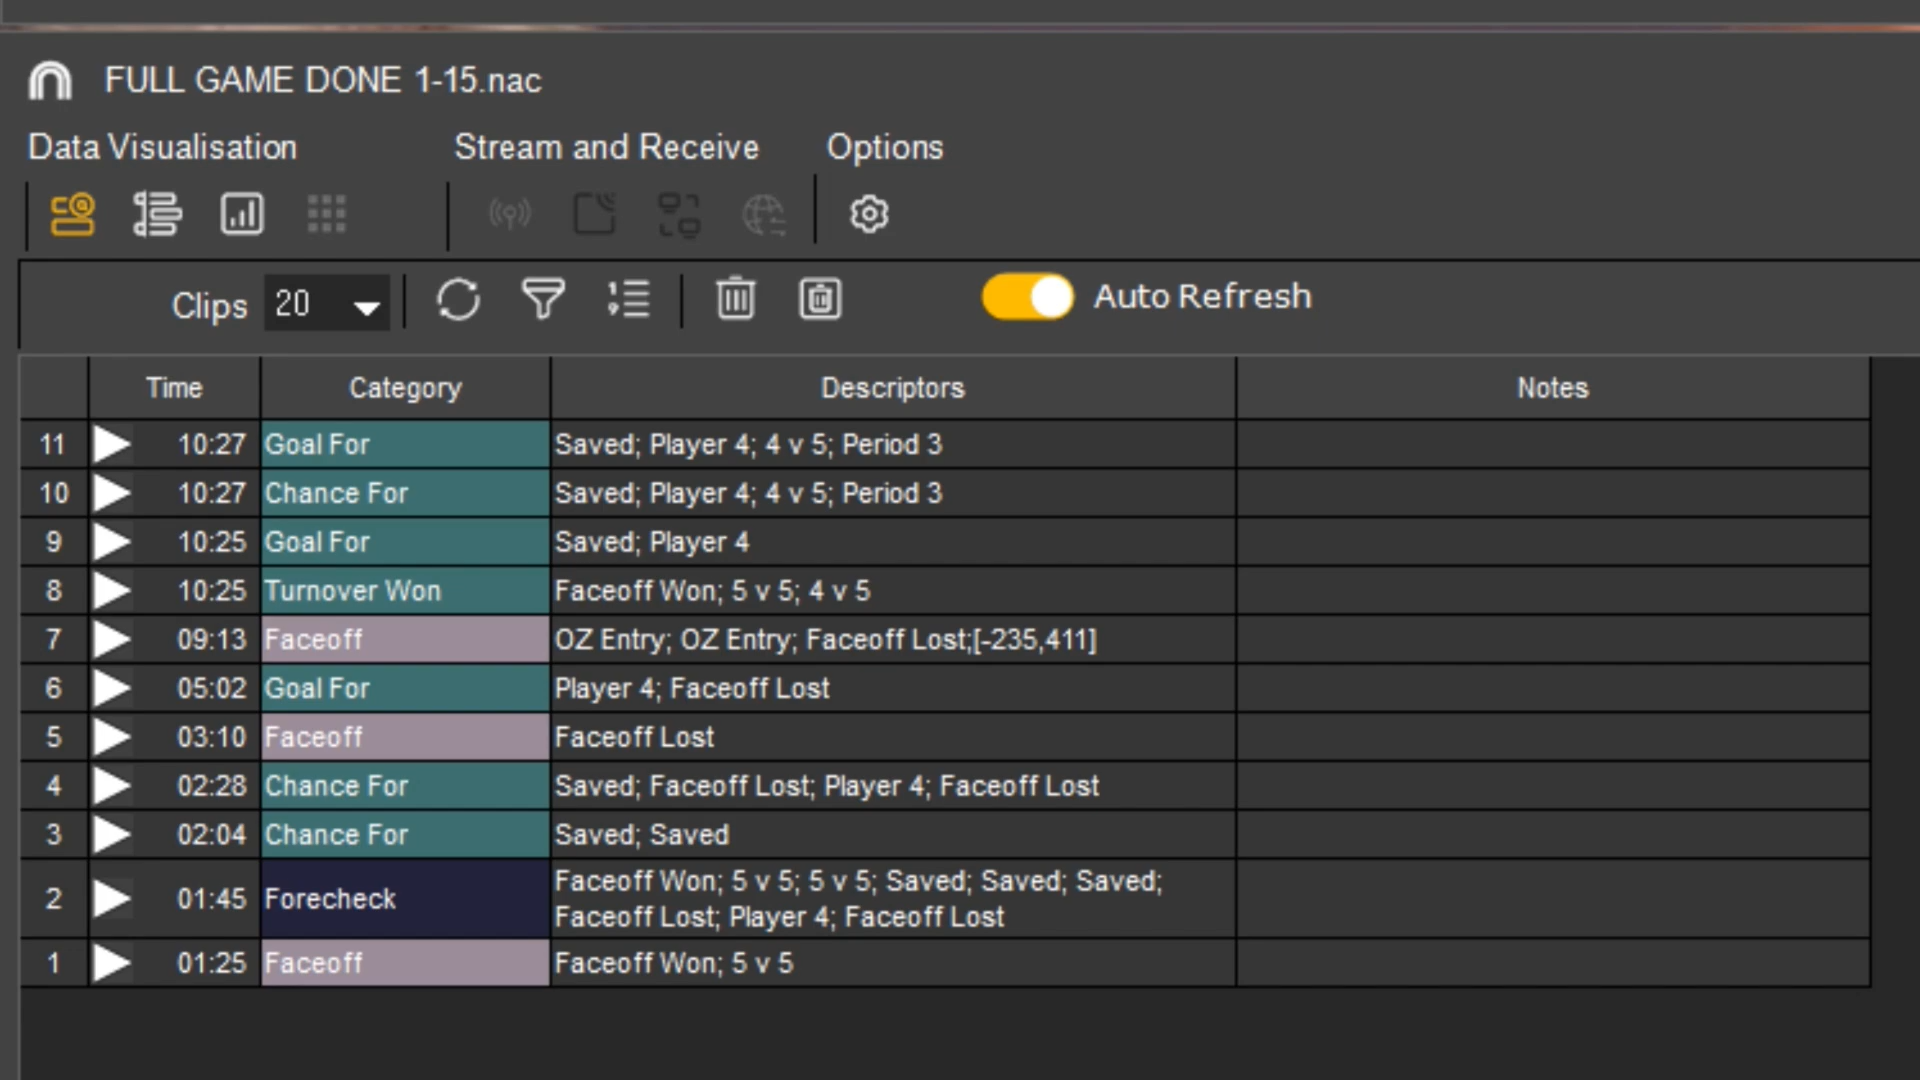 FULL GAME DONE 1-15.nac
Data Visualisation Stream and Receive Options
Clips 20 Auto Refresh
Time Category Descriptors Notes
11 10:27 Goal For Saved; Player 4; 4 v 5; Period 3
10 10:27 Chance For Saved; Player 4; 4 v 5; Period 3
9 10:25 Goal For Saved; Player 4
8 10:25 Turnover Won Faceoff Won; 5 v 5; 4 v 5
7 09:13 Faceoff OZ Entry; OZ Entry; Faceoff Lost;[-235,411]
6 05:02 Goal For Player 4; Faceoff Lost
5 03:10 Faceoff Faceoff Lost
4 02:28 Chance For Saved; Faceoff Lost; Player 4; Faceoff Lost
3 02:04 Chance For Saved; Saved
2 01:45 Forecheck Faceoff Won; 5 v 5; 5 v 5; Saved; Saved; Saved;
Faceoff Lost; Player 4; Faceoff Lost
1 01:25 Faceoff Faceoff Won; 5 v 5